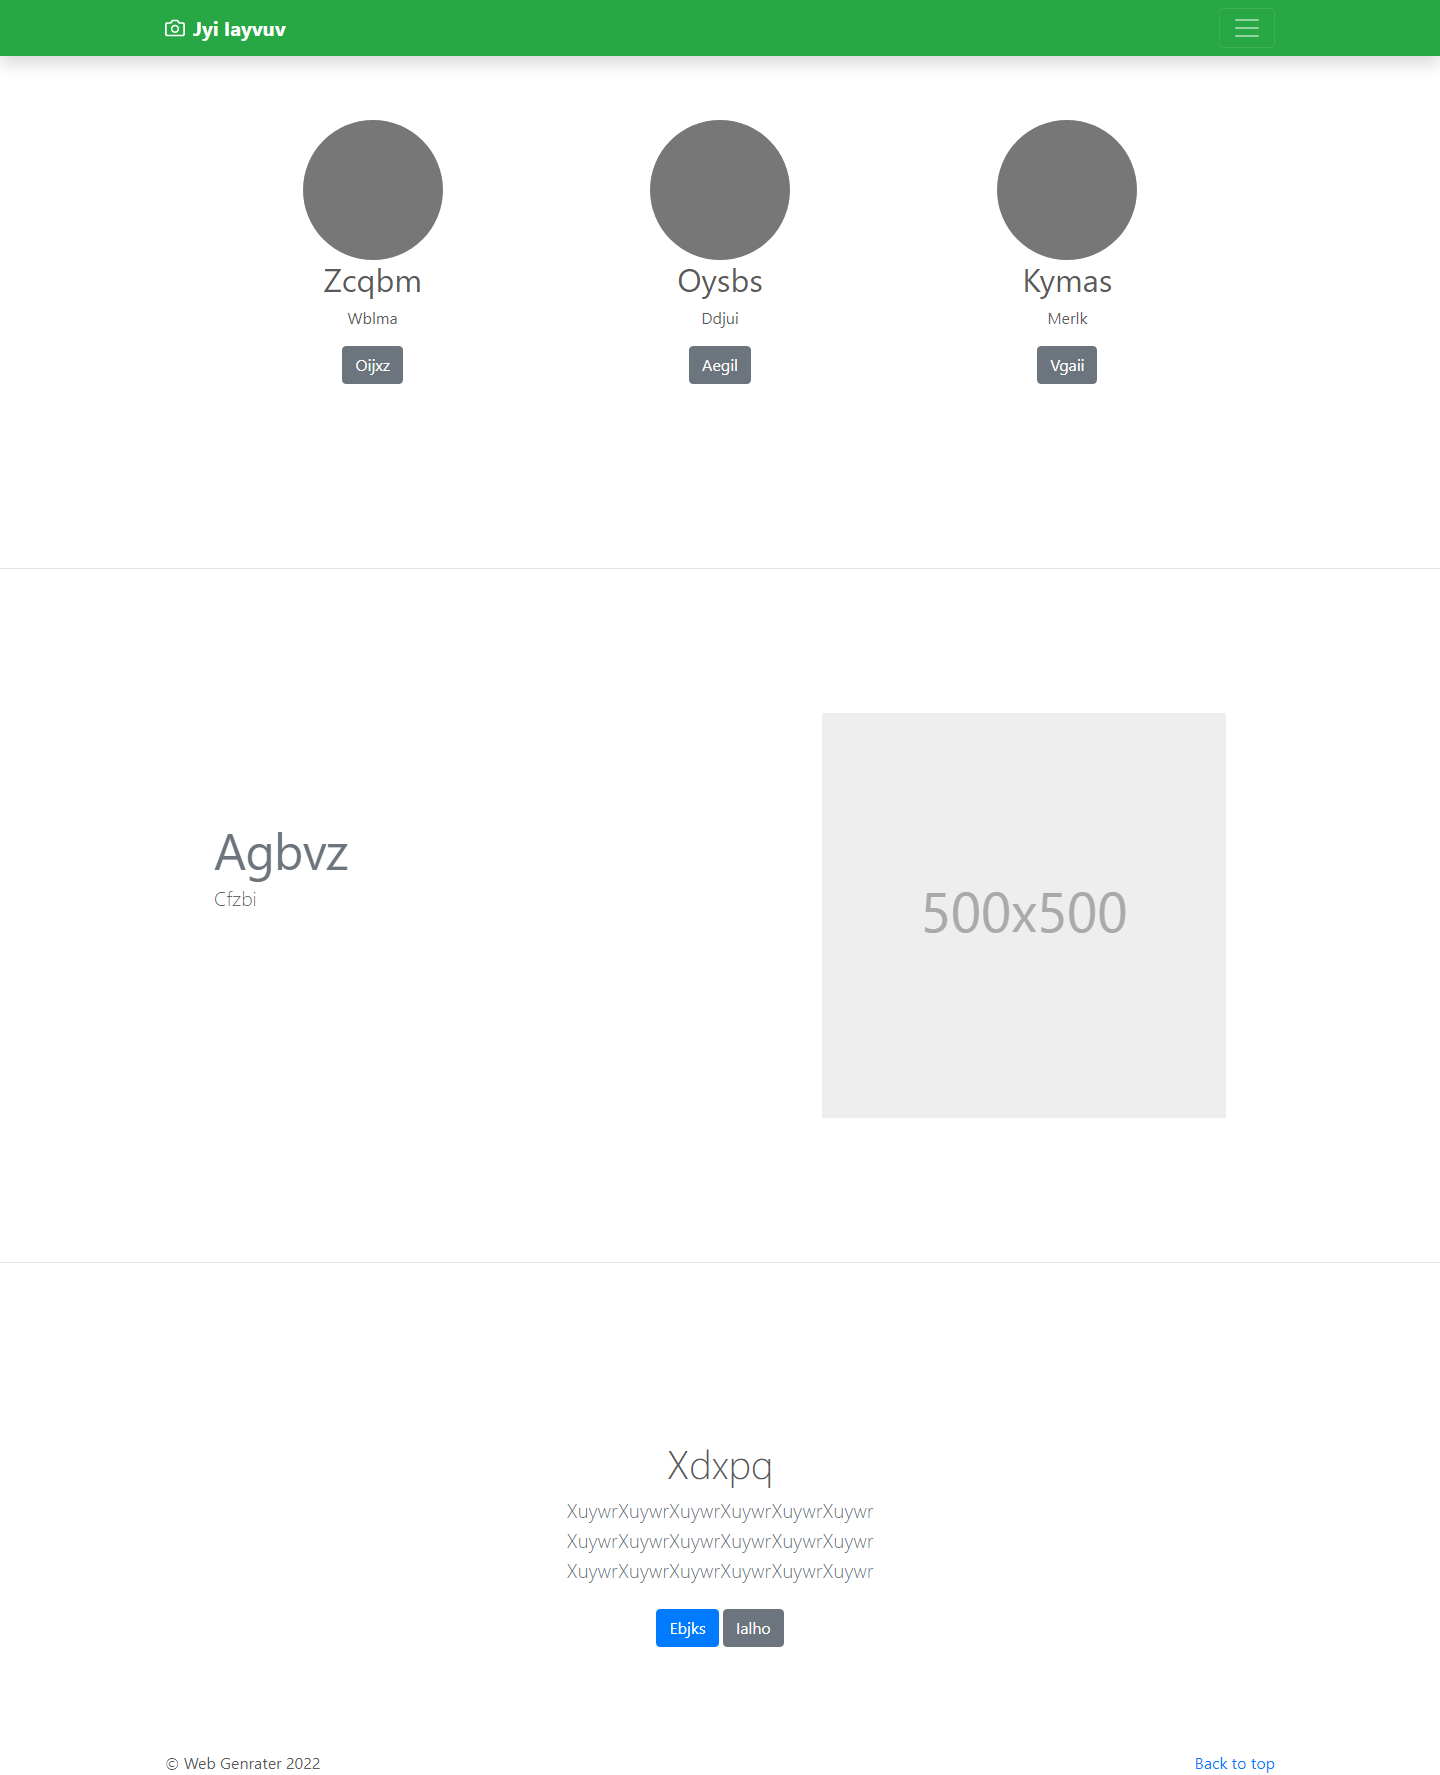 Jyi Iayvuv
Zcqbm
Wblma
Oijxz
Oysbs
Ddjui
Aegil
Kymas
Merlk
Vgaii
Agbvz
Cfzbi
500x500
Xdxpq
XuywrXuywrXuywrXuywrXuywrXuywr
XuywrXuywrXuywrXuywrXuywrXuywr
XuywrXuywrXuywrXuywrXuywrXuywr
Ebjks Ialho
© Web Genrater 2022
Back to top